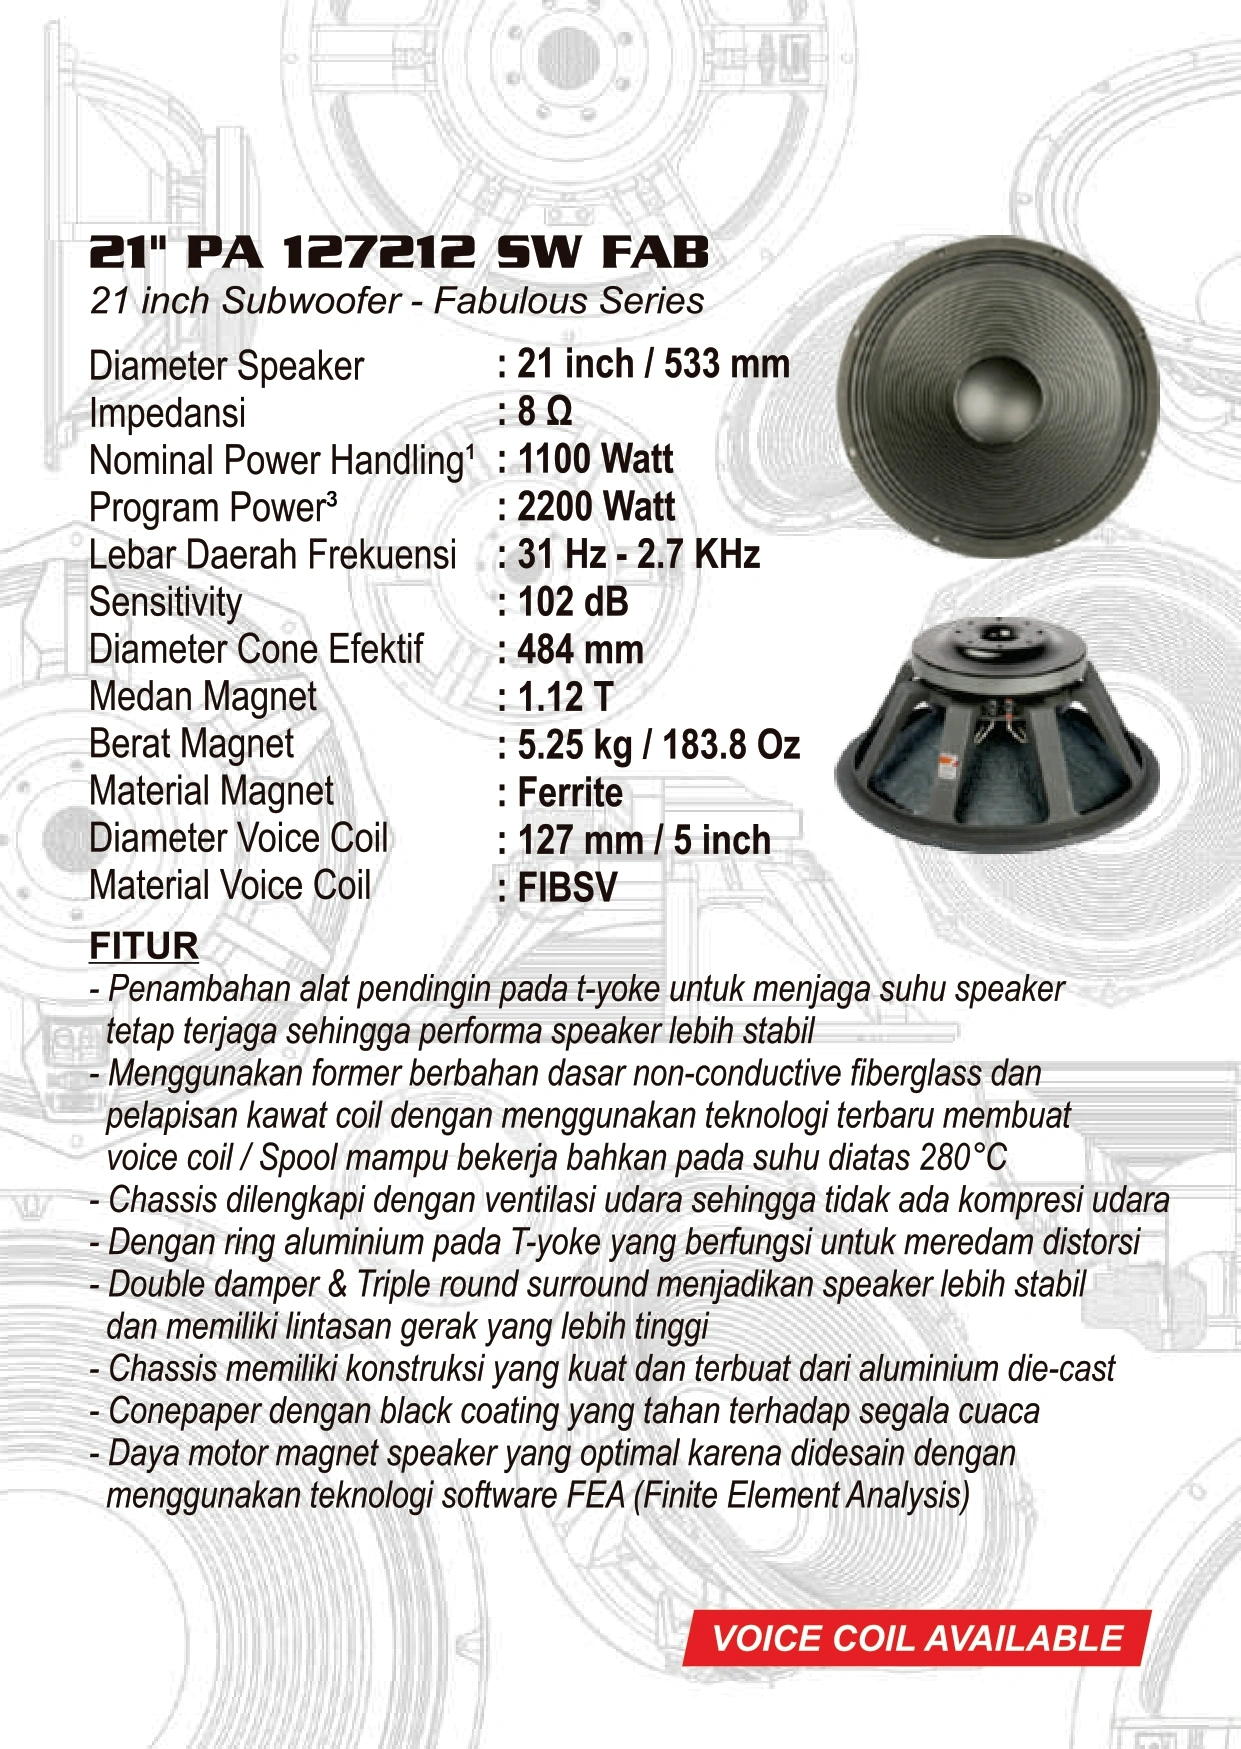 21" PA 127212 SW FAB
21 inch Subwoofer - Fabulous Series
Diameter Speaker : 21 inch / 533 mm
Impedansi : 8 Ω
Nominal Power Handling¹ : 1100 Watt
Program Power³ : 2200 Watt
Lebar Daerah Frekuensi : 31 Hz - 2.7 KHz
Sensitivity : 102 dB
Diameter Cone Efektif : 484 mm
Medan Magnet : 1.12 T
Berat Magnet : 5.25 kg / 183.8 Oz
Material Magnet : Ferrite
Diameter Voice Coil : 127 mm / 5 inch
Material Voice Coil : FIBSV
FITUR
- Penambahan alat pendingin pada t-yoke untuk menjaga suhu speaker
tetap terjaga sehingga performa speaker lebih stabil
- Menggunakan former berbahan dasar non-conductive fiberglass dan
pelapisan kawat coil dengan menggunakan teknologi terbaru membuat
voice coil / Spool mampu bekerja bahkan pada suhu diatas 280°C
- Chassis dilengkapi dengan ventilasi udara sehingga tidak ada kompresi udara
- Dengan ring aluminium pada T-yoke yang berfungsi untuk meredam distorsi
- Double damper & Triple round surround menjadikan speaker lebih stabil
dan memiliki lintasan gerak yang lebih tinggi
- Chassis memiliki konstruksi yang kuat dan terbuat dari aluminium die-cast
- Conepaper dengan black coating yang tahan terhadap segala cuaca
- Daya motor magnet speaker yang optimal karena didesain dengan
menggunakan teknologi software FEA (Finite Element Analysis)
VOICE COIL AVAILABLE